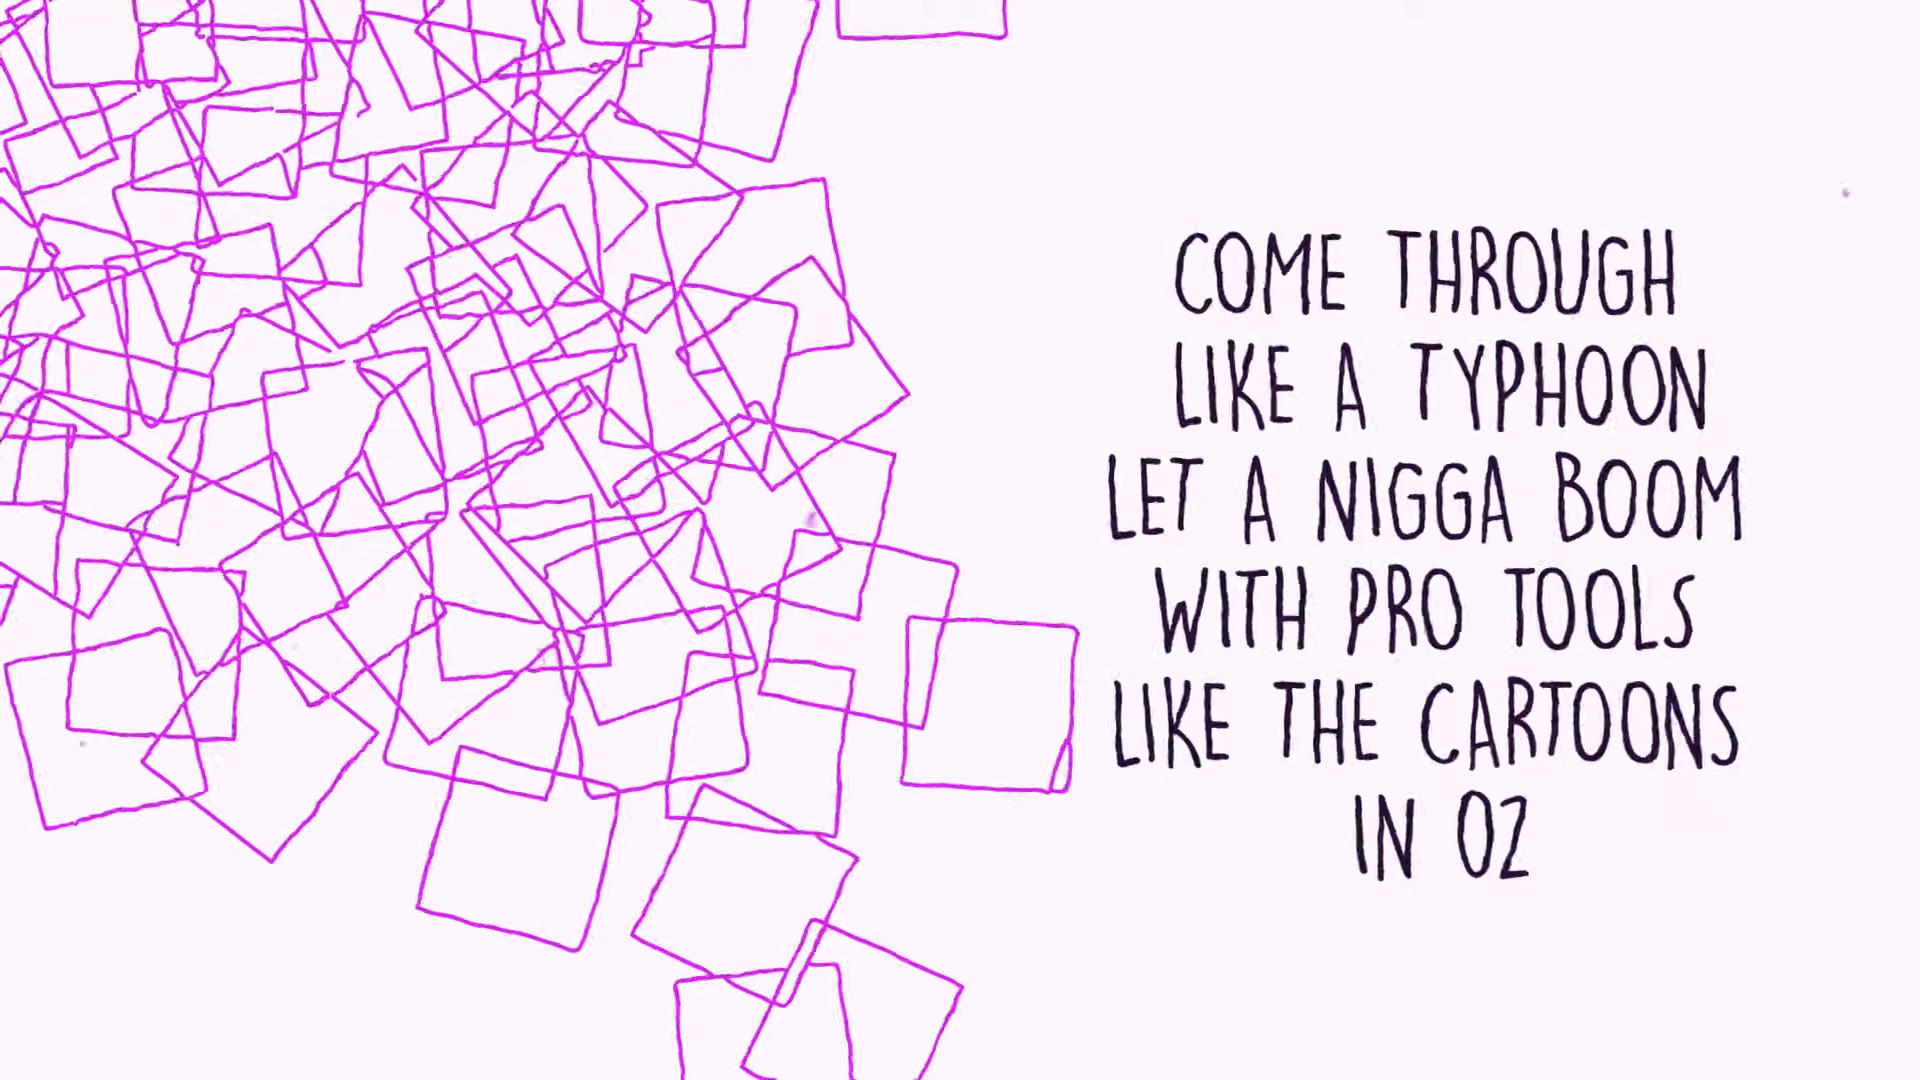 COME THROUGH
LIKE A TYPHOON
LET A NIGGA BOOM
WITH PRO TOOLS
LIKE THE CARTOONS
IN OZ